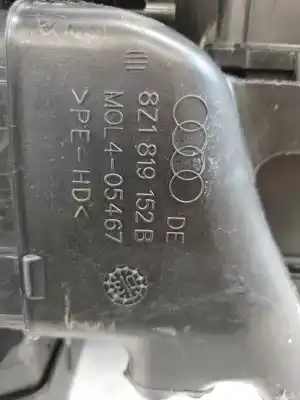 DE
8Z1 819 152 B
MOL4-05467
>PE-HD<